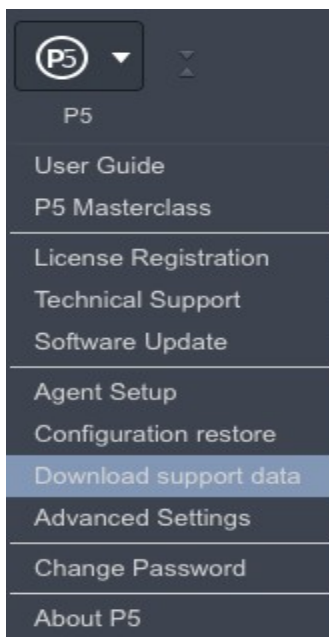 P5
P5
User Guide
P5 Masterclass
License Registration
Technical Support
Software Update
Agent Setup
Configuration restore
Download support data
Advanced Settings
Change Password
About P5